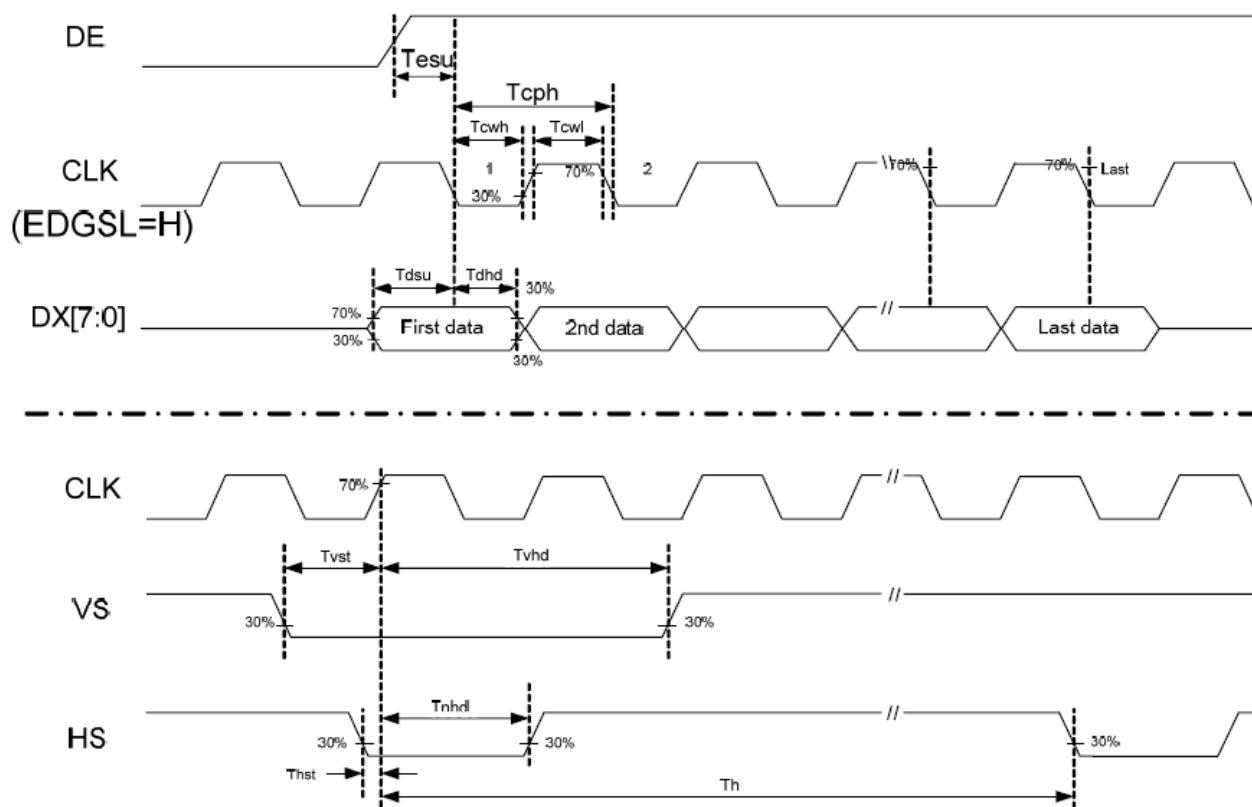 DE
Tesu
Tcph
Tcwh
Tcwl
CLK
(EDGSL=H)
1
30%
70%
2
\\
70%
70%
Last
Tdsu
Tdhd
30%
DX[7:0]
70%
30%
First data
2nd data
//
Last data
30%
CLK
70%
//
Tvst
Tvhd
VS
30%
30%
//
Tnhdl
HS
30%
30%
//
30%
Thst
Th